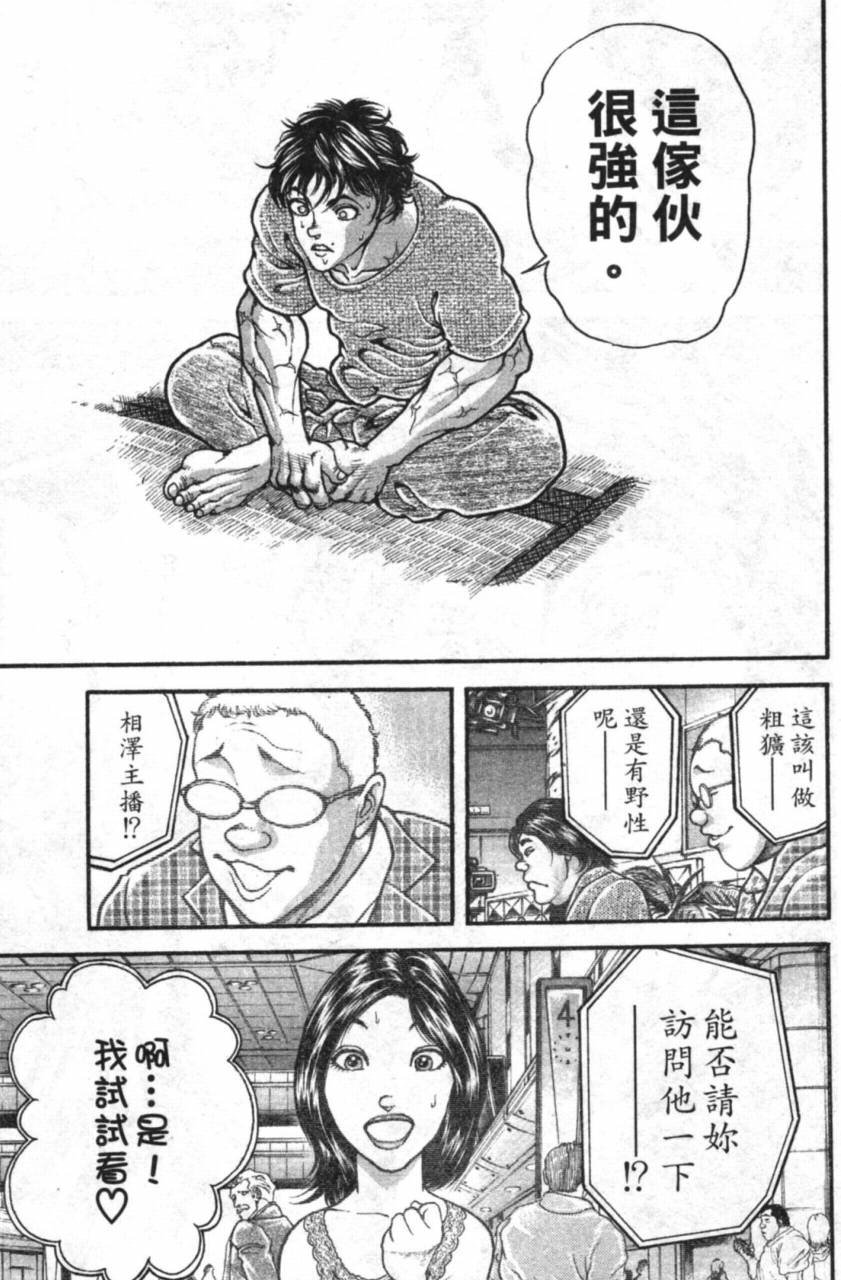 這傢伙
很強的。
這該叫做
粗獷——
還是有野性
呢——
相澤主播!?
能否請妳
訪問他一下
——!?
4
啊…是！
我試試看♡